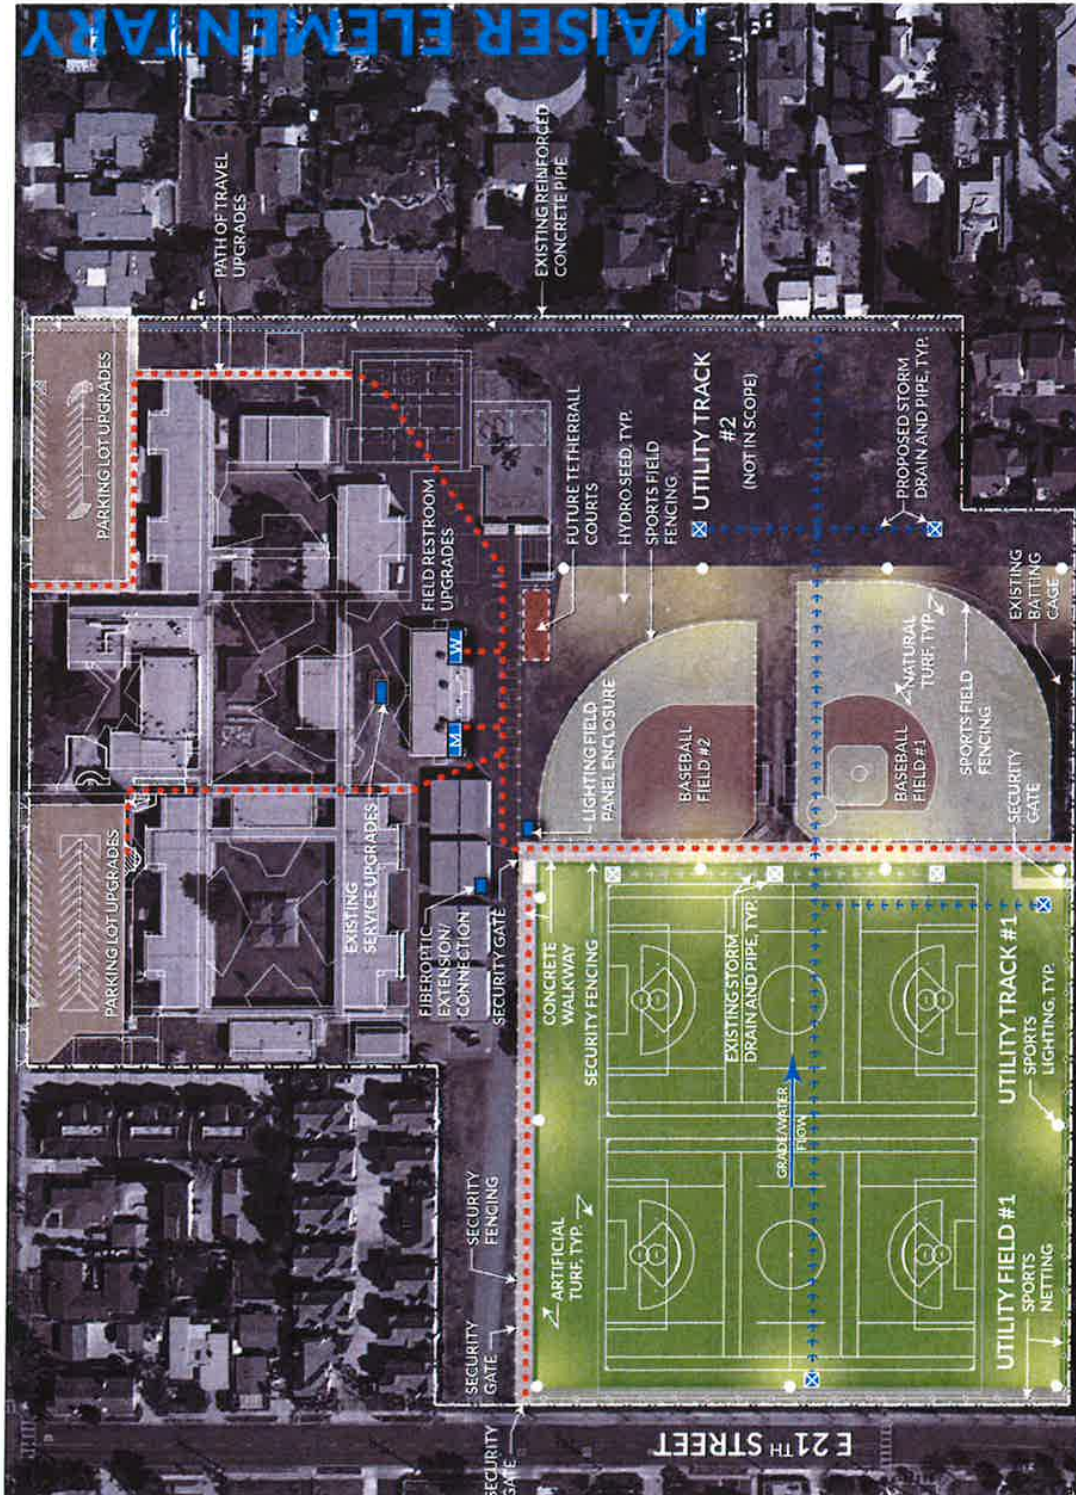 KAISER ELEMENTARY
PARKING LOT UPGRADES
PATH OF TRAVEL
UPGRADES
EXISTING REINFORCED
CONCRETE PIPE
PARKING LOT UPGRADES
FIELD RESTROOM
UPGRADES
W
M
EXISTING
SERVICE UPGRADES
FIBEROPTIC
EXTENSION/
CONNECTION
SECURITY GATE
FUTURE TETHERBALL
COURTS
HYDRO SEED, TYP.
SPORTS FIELD
FENCING
UTILITY TRACK
#2
(NOT IN SCOPE)
PROPOSED STORM
DRAIN AND PIPE, TYP.
LIGHTING FIELD
PANEL ENCLOSURE
BASEBALL
FIELD #2
BASEBALL
FIELD #1
NATURAL
TURF, TYP.
SPORTS FIELD
FENCING
EXISTING
BATTING
CAGE
SECURITY
GATE
CONCRETE
WALKWAY
SECURITY FENCING
EXISTING STORM
DRAIN AND PIPE, TYP.
UTILITY TRACK #1
SPORTS
LIGHTING, TYP.
GRADE/WATER
FLOW
SECURITY
FENCING
ARTIFICIAL
TURF, TYP.
SECURITY
GATE
SECURITY
GATE
UTILITY FIELD #1
SPORTS
NETTING
E 21TH STREET